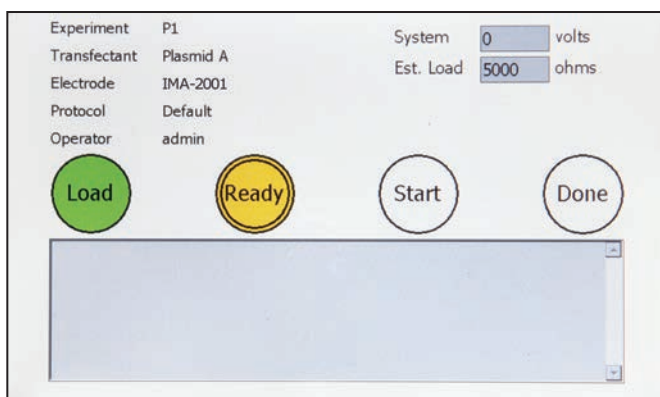 Experiment P1
Transfectant Plasmid A
Electrode IMA-2001
Protocol Default
Operator admin
System 0 volts
Est. Load 5000 ohms
Load Ready Start Done